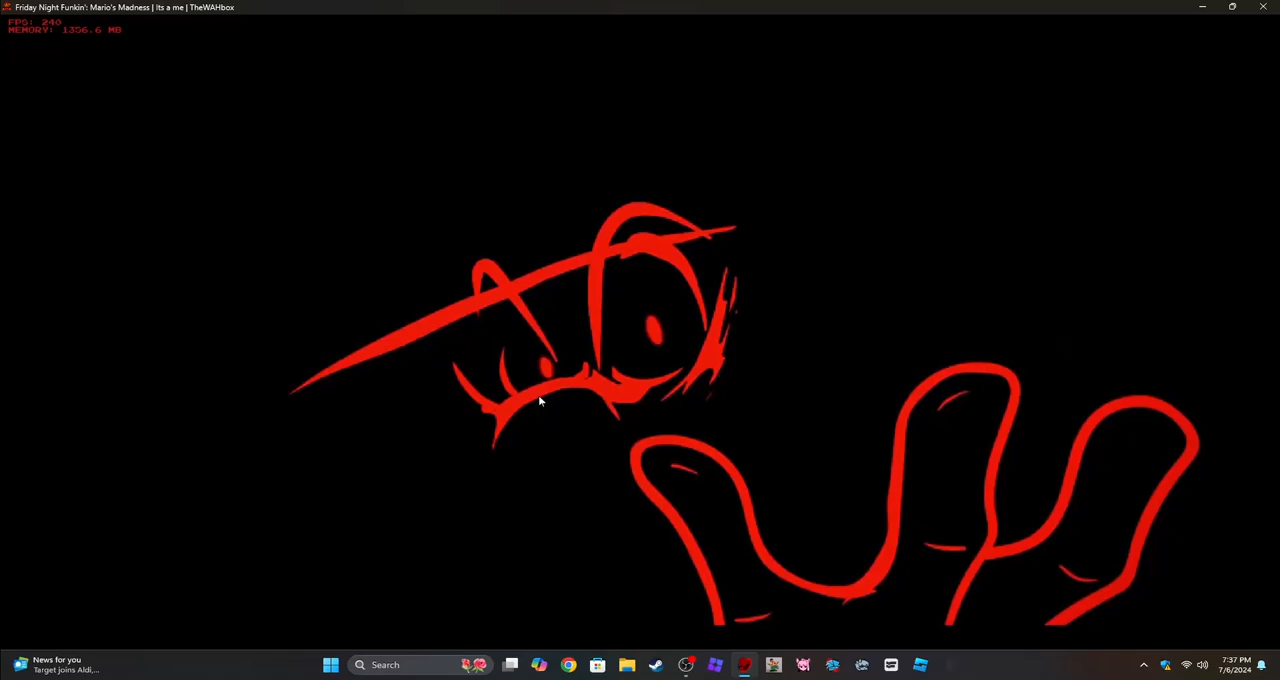 Friday Night Funkin': Mario's Madness | Its a me | TheWAHbox
FPS: 240
MEMORY: 1356.6 MB
News for you
Target joins Aldi,...
Search
7:37 PM
7/6/2024